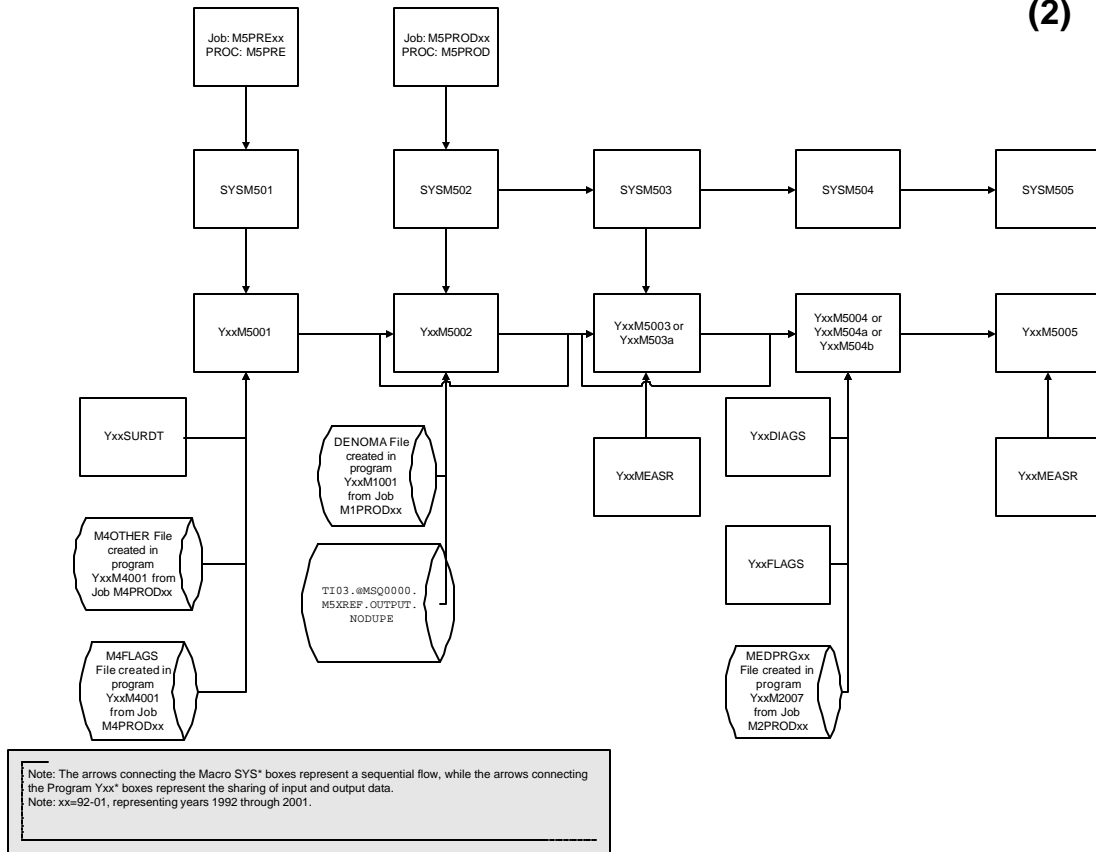 (2)
Job: M5PRExx
PROC: M5PRE
Job: M5PRODxx
PROC: M5PROD
SYSM501
SYSM502
SYSM503
SYSM504
SYSM505
YxxM5001
YxxM5002
YxxM5003 or
YxxM503a
YxxM5004 or
YxxM504a or
YxxM504b
YxxM5005
YxxSURDT
DENOMA File
created in
program
YxxM1001
from Job
M1PRODxx
YxxMEASR
YxxDIAGS
YxxMEASR
M4OTHER File
created in
program
YxxM4001 from
Job M4PRODxx
TI03.@MSQ0000.
M5XREF.OUTPUT.
NODUPE
YxxFLAGS
M4FLAGS
File created in
program
YxxM4001
from Job
M4PRODxx
MEDPRGxx
File created in
program
YxxM2007
from Job
M2PRODxx
Note: The arrows connecting the Macro SYS* boxes represent a sequential flow, while the arrows connecting
the Program Yxx* boxes represent the sharing of input and output data.
Note: xx=92-01, representing years 1992 through 2001.